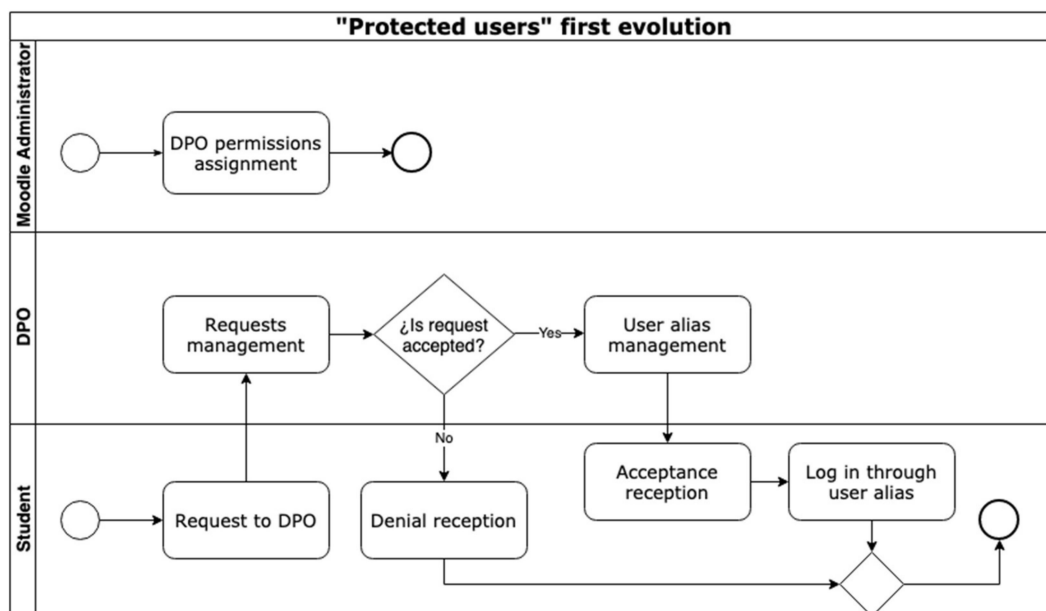 "Protected users" first evolution
Moodle Administrator
DPO permissions
assignment
DPO
Requests
management
¿Is request
accepted?
Yes
User alias
management
No
Student
Request to DPO
Denial reception
Acceptance
reception
Log in through
user alias